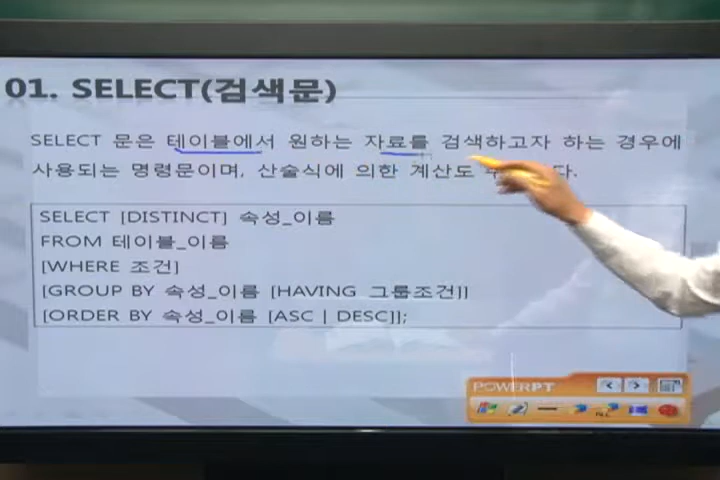 01. SELECT(검색문)
SELECT 문은 테이블에서 원하는 자료를 검색하고자 하는 경우에
사용되는 명령문이며, 산술식에 의한 계산도 다.
SELECT [DISTINCT] 속성_이름
FROM 테이블_이름
[WHERE 조건]
[GROUP BY 속성_이름 [HAVING 그룹조건]]
[ORDER BY 속성_이름 [ASC | DESC]];
POWERPT